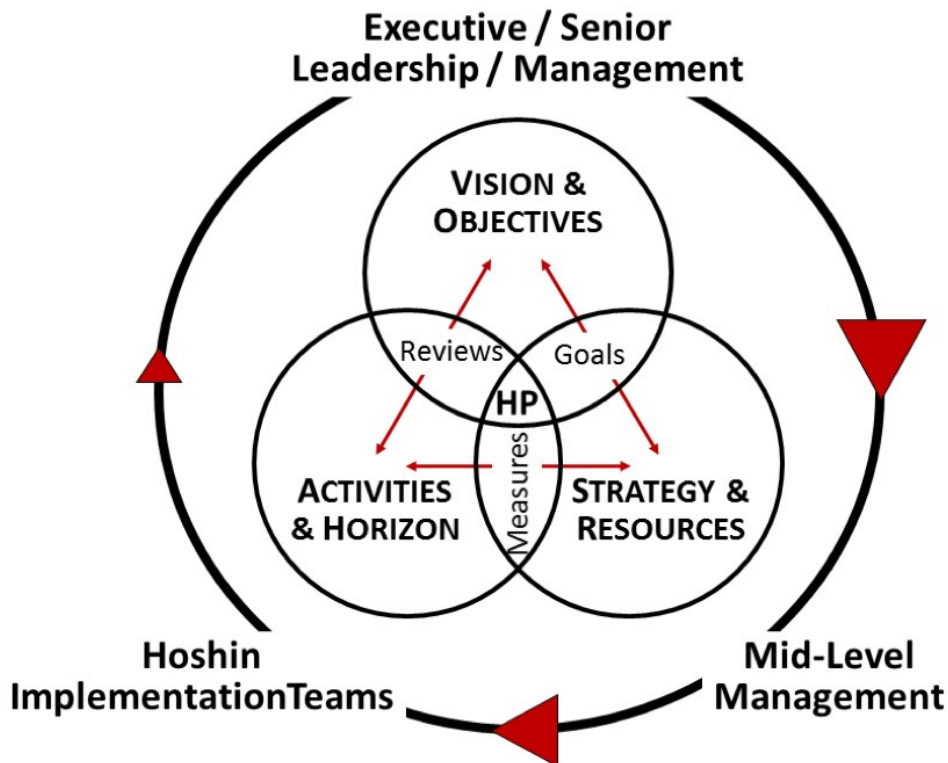 Executive / Senior
Leadership / Management
VISION &
OBJECTIVES
Reviews
Goals
HP
Measures
ACTIVITIES
& HORIZON
STRATEGY &
RESOURCES
Hoshin
ImplementationTeams
Mid-Level
Management